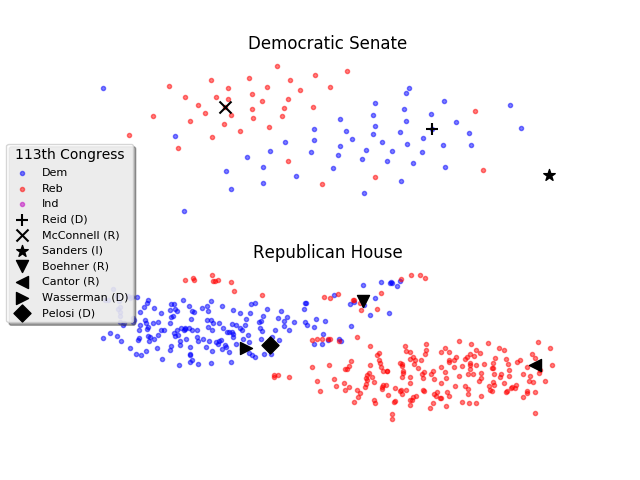 Democratic Senate
113th Congress
Dem
Reb
Ind
Reid (D)
McConnell (R)
Sanders (I)
Boehner (R)
Cantor (R)
Wasserman (D)
Pelosi (D)
Republican House